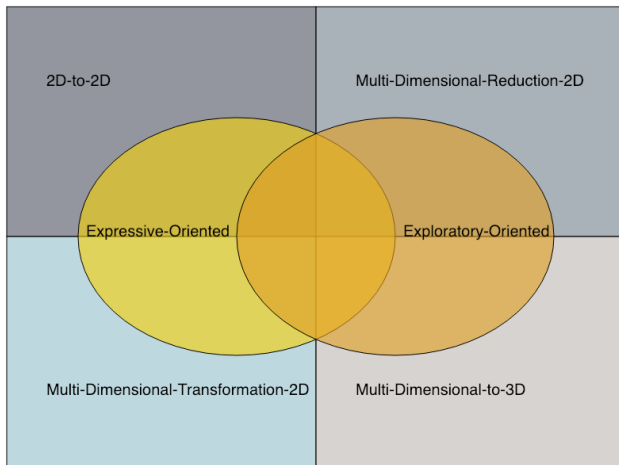 2D-to-2D
Multi-Dimensional-Reduction-2D
Expressive-Oriented
Exploratory-Oriented
Multi-Dimensional-Transformation-2D
Multi-Dimensional-to-3D